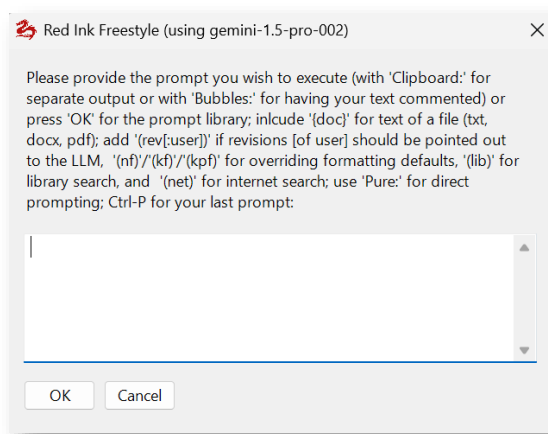 Red Ink Freestyle (using gemini-1.5-pro-002)
Please provide the prompt you wish to execute (with 'Clipboard:' for
separate output or with 'Bubbles:' for having your text commented) or
press 'OK' for the prompt library; inlcude '{doc}' for text of a file (txt,
docx, pdf); add '(rev[:user])' if revisions [of user] should be pointed out
to the LLM,  '(nf)'/'(kf)'/'(kpf)' for overriding formatting defaults, '(lib)' for
library search, and  '(net)' for internet search; use 'Pure:' for direct
prompting; Ctrl-P for your last prompt:
OK Cancel